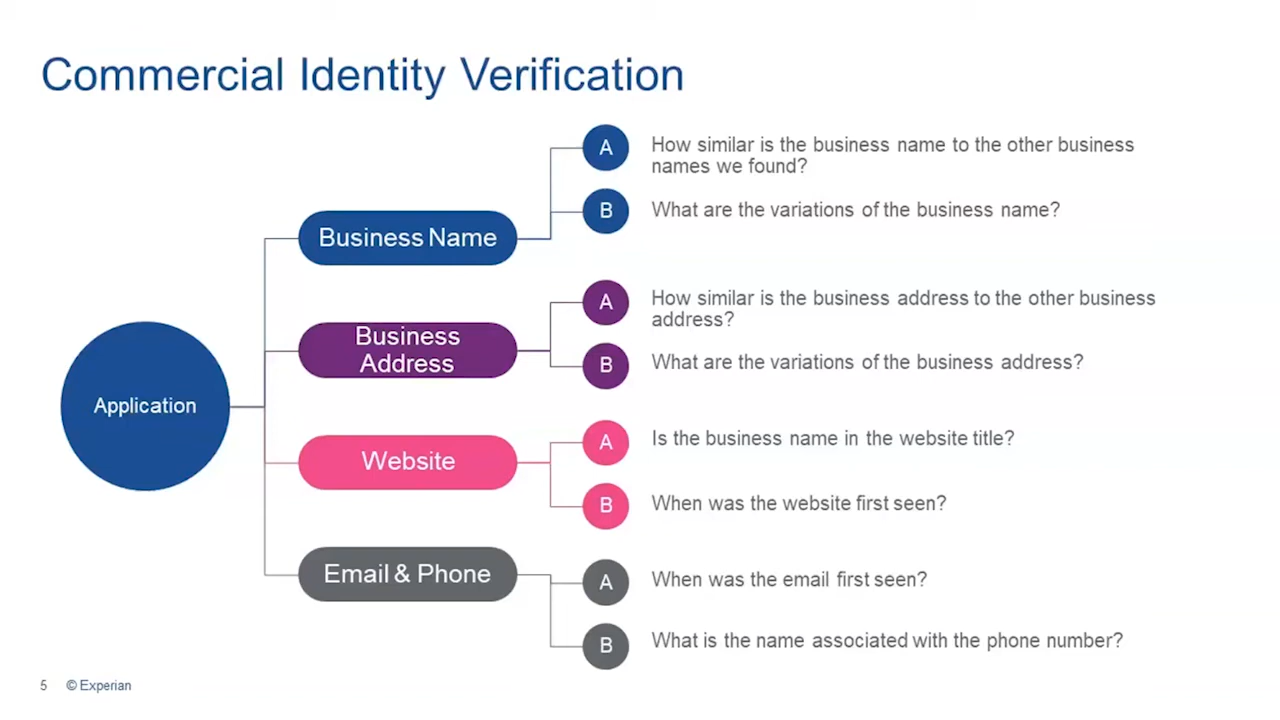 Commercial Identity Verification
A
How similar is the business name to the other business
names we found?
B
What are the variations of the business name?
Business Name
A
How similar is the business address to the other business
address?
B
What are the variations of the business address?
Business
Address
Application
A
Is the business name in the website title?
Website
B
When was the website first seen?
Email & Phone
A
When was the email first seen?
B
What is the name associated with the phone number?
5 © Experian